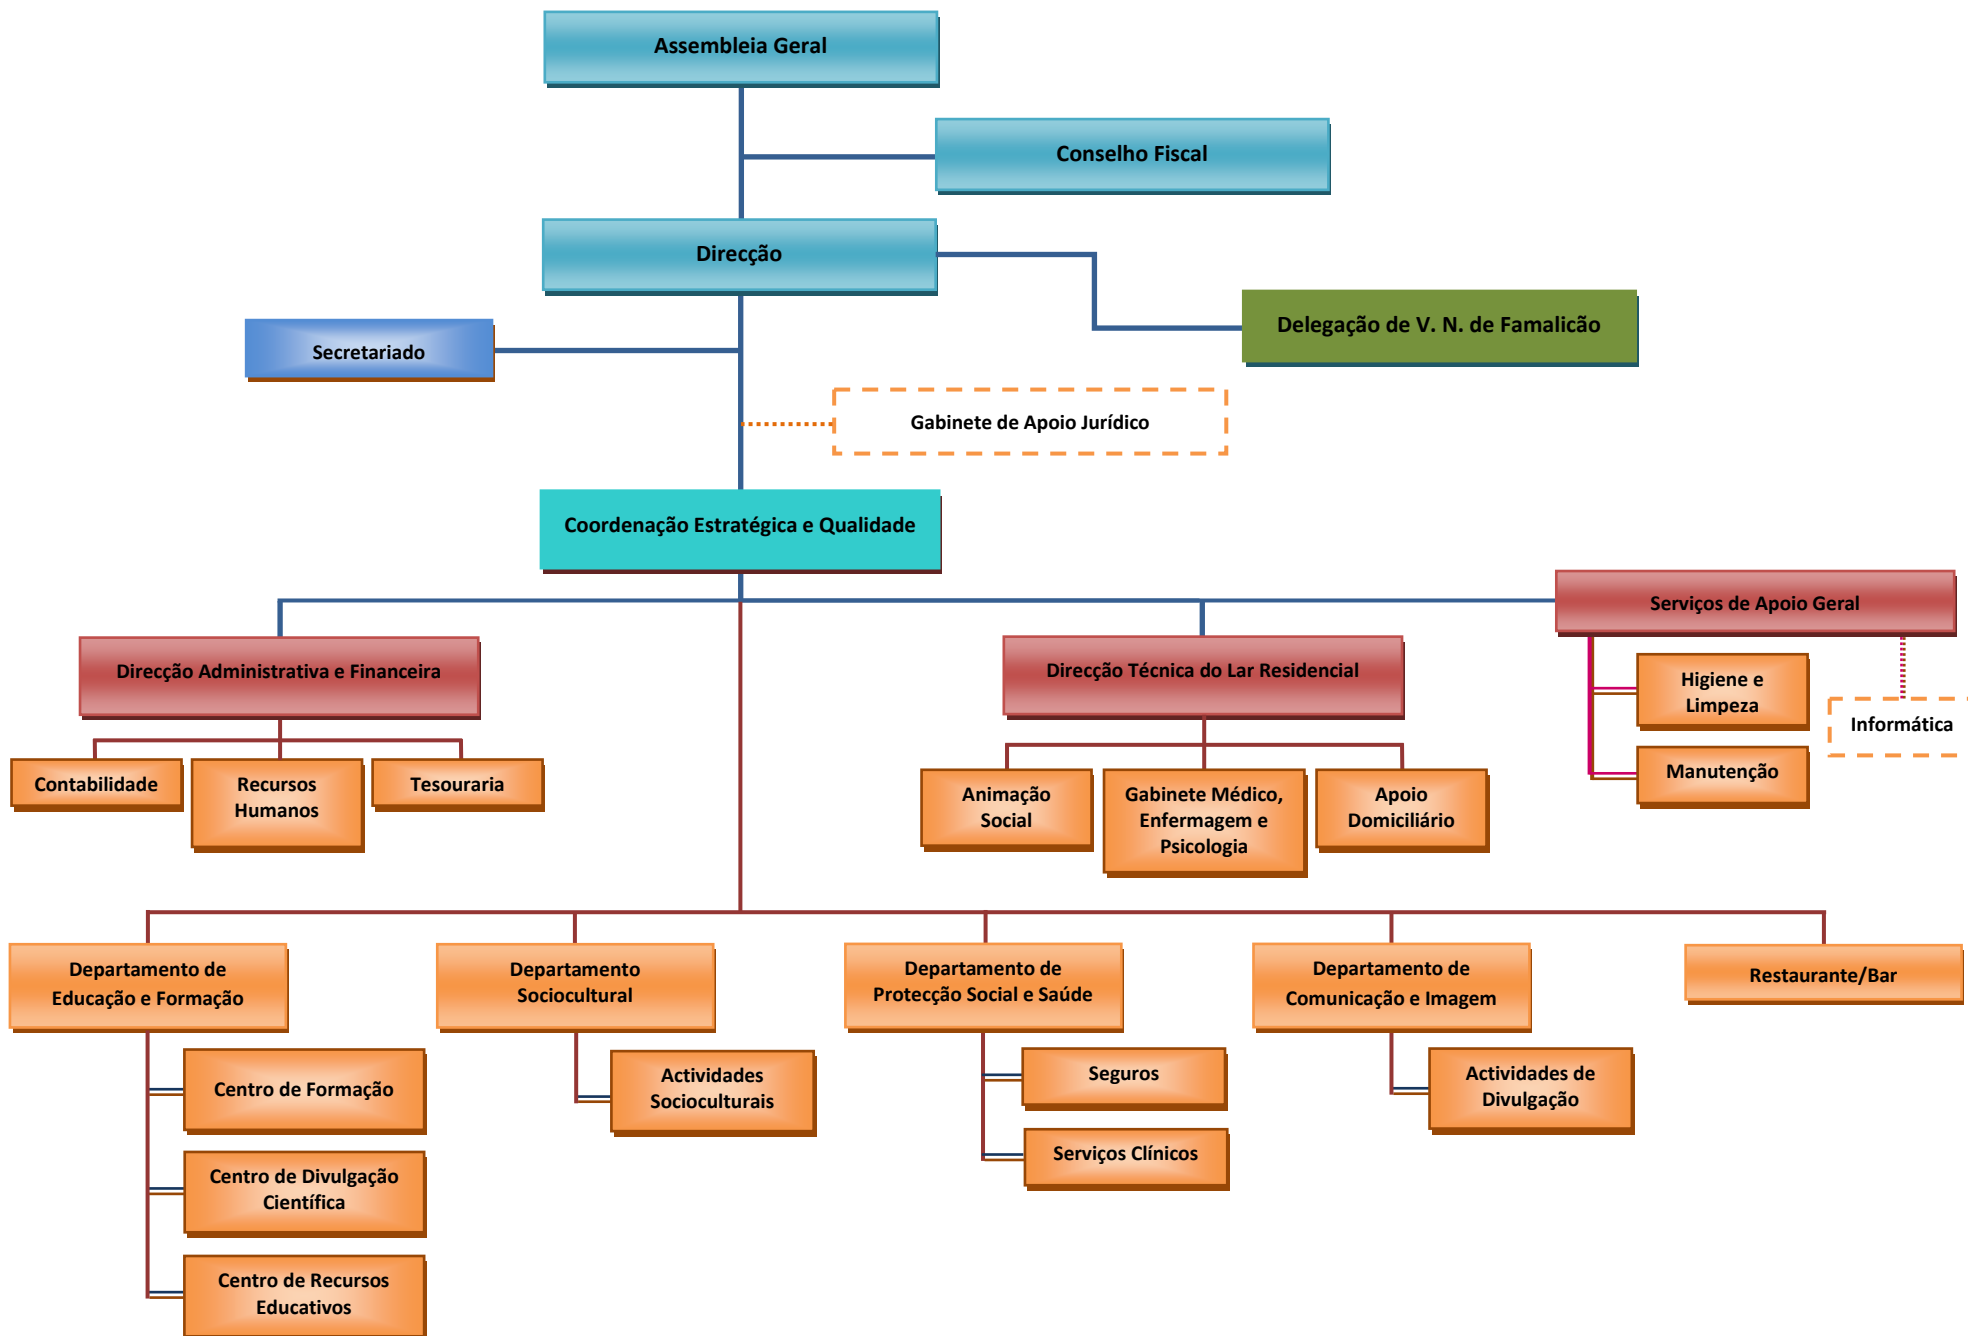 Assembleia Geral
Conselho Fiscal
Direcção
Delegação de V. N. de Famalicão
Secretariado
Gabinete de Apoio Jurídico
Coordenação Estratégica e Qualidade
Serviços de Apoio Geral
Direcção Administrativa e Financeira
Direcção Técnica do Lar Residencial
Higiene e
Limpeza
Informática
Manutenção
Contabilidade
Recursos
Humanos
Tesouraria
Animação
Social
Gabinete Médico,
Enfermagem e
Psicologia
Apoio
Domiciliário
Departamento de
Educação e Formação
Departamento
Sociocultural
Departamento de
Protecção Social e Saúde
Departamento de
Comunicação e Imagem
Restaurante/Bar
Centro de Formação
Centro de Divulgação
Científica
Centro de Recursos
Educativos
Actividades
Socioculturais
Seguros
Serviços Clínicos
Actividades de
Divulgação